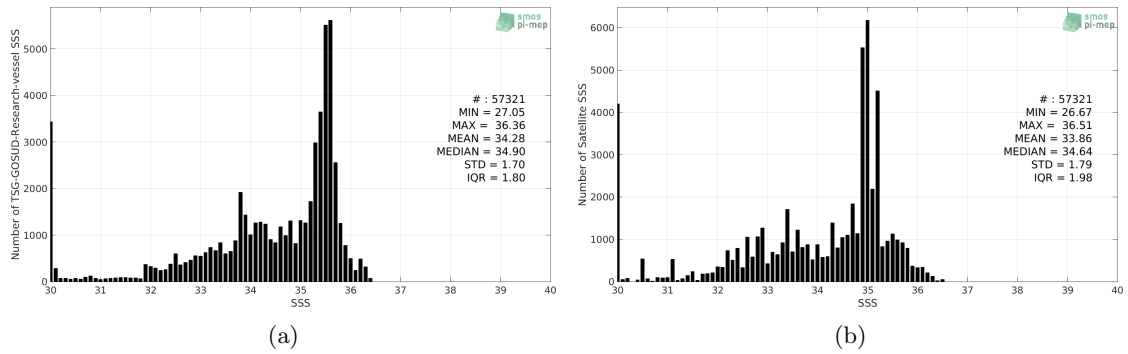 smos
pi-mep
Number of TSG-GOSUD-Research-vessel SSS
5000
4000
3000
2000
1000
0
# : 57321
MIN = 27.05
MAX = 36.36
MEAN = 34.28
MEDIAN = 34.90
STD = 1.70
IQR = 1.80
30 31 32 33 34 35 36 37 38 39 40
SSS
(a)
smos
pi-mep
Number of Satellite SSS
6000
5000
4000
3000
2000
1000
0
# : 57321
MIN = 26.67
MAX = 36.51
MEAN = 33.86
MEDIAN = 34.64
STD = 1.79
IQR = 1.98
30 31 32 33 34 35 36 37 38 39 40
SSS
(b)